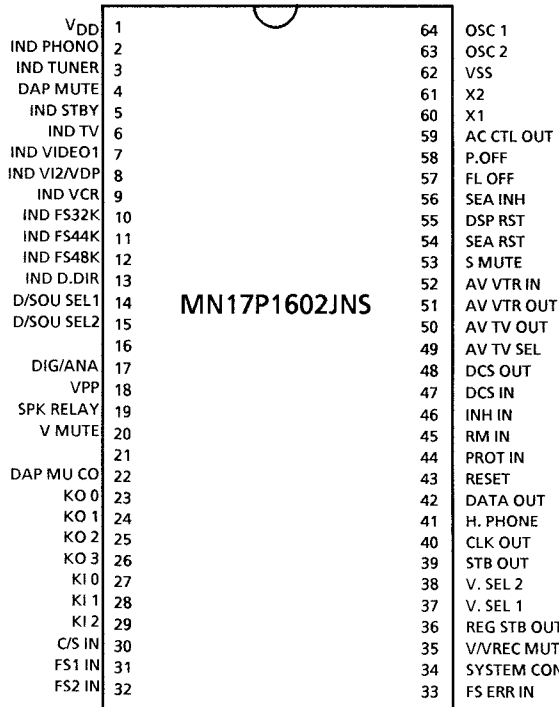 VDD 1
IND PHONO 2
IND TUNER 3
DAP MUTE 4
IND STBY 5
IND TV 6
IND VIDEO1 7
IND VI2/VDP 8
IND VCR 9
IND FS32K 10
IND FS44K 11
IND FS48K 12
IND D.DIR 13
D/SOU SEL1 14
D/SOU SEL2 15
16
DIG/ANA 17
VPP 18
SPK RELAY 19
V MUTE 20
21
DAP MU CO 22
KO 0 23
KO 1 24
KO 2 25
KO 3 26
KI 0 27
KI 1 28
KI 2 29
C/S IN 30
FS1 IN 31
FS2 IN 32
MN17P1602JNS
64 OSC 1
63 OSC 2
62 VSS
61 X2
60 X1
59 AC CTL OUT
58 P.OFF
57 FL OFF
56 SEA INH
55 DSP RST
54 SEA RST
53 S MUTE
52 AV VTR IN
51 AV VTR OUT
50 AV TV OUT
49 AV TV SEL
48 DCS OUT
47 DCS IN
46 INH IN
45 RM IN
44 PROT IN
43 RESET
42 DATA OUT
41 H. PHONE
40 CLK OUT
39 STB OUT
38 V. SEL 2
37 V. SEL 1
36 REG STB OUT
35 V/VREC MUT
34 SYSTEM CON
33 FS ERR IN